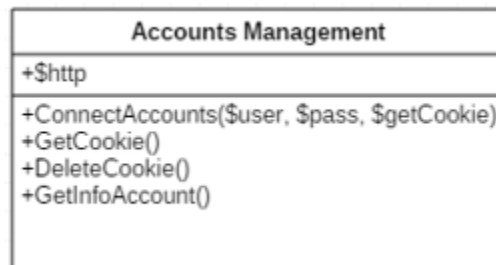 Accounts Management
+$http
+ConnectAccounts($user, $pass, $getCookie)
+GetCookie()
+DeleteCookie()
+GetInfoAccount()